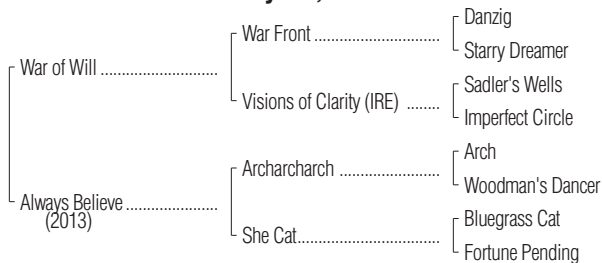 Danzig
War Front ................................
Starry Dreamer
War of Will .............................
Sadler's Wells
Visions of Clarity (IRE) ........
Imperfect Circle
Arch
Archarcharch .........................
Woodman's Dancer
Always Believe......................
(2013)
Bluegrass Cat
She Cat....................................
Fortune Pending